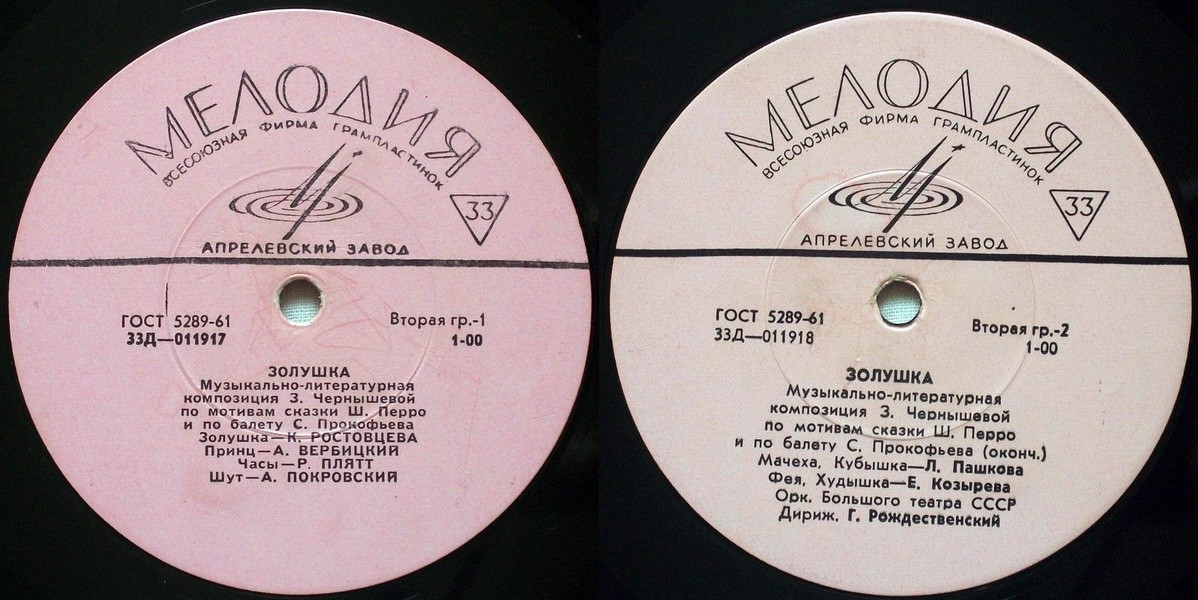 МЕЛОДИЯ
ВСЕСОЮЗНАЯ ФИРМА ГРАМПЛАСТИНОК
33
АПРЕЛЕВСКИЙ ЗАВОД
ГОСТ 5289-61
Вторая гр.-1
33Д—011917
1-00
ЗОЛУШКА
Музыкально-литературная
композиция З. Чернышевой
по мотивам сказки Ш. Перро
и по балету С. Прокофьева
Золушка—К. РОСТОВЦЕВА
Принц—А. ВЕРБИЦКИЙ
Часы—Р. ПЛЯТТ
Шут—А. ПОКРОВСКИЙ
МЕЛОДИЯ
ВСЕСОЮЗНАЯ ФИРМА ГРАМПЛАСТИНОК
33
АПРЕЛЕВСКИЙ ЗАВОД
ГОСТ 5289-61
Вторая гр.-2
33Д—011918
1-00
ЗОЛУШКА
Музыкально-литературная
композиция З. Чернышевой
по мотивам сказки Ш. Перро
и по балету С. Прокофьева (оконч.)
Мачеха, Кубышка—Л. Пашкова
Фея, Худышка—Е. Козырева
Орк. Большого театра СССР
Дириж. Г. Рождественский